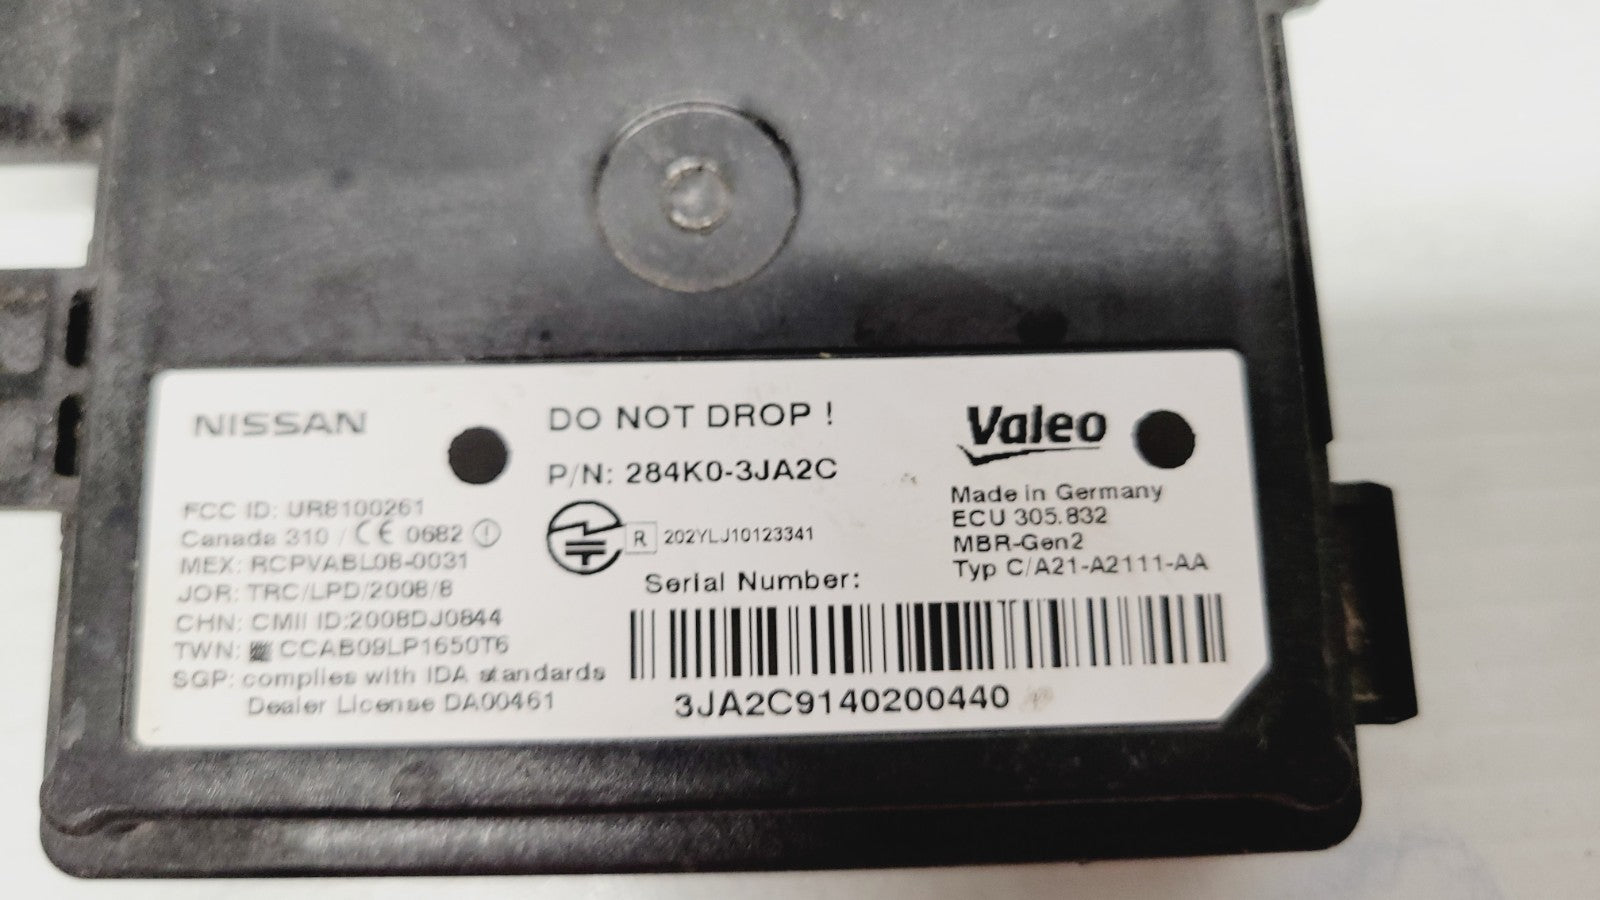 NISSAN
DO NOT DROP !
Valeo
P/N: 284K0-3JA2C
FCC ID: UR8100261
Canada 310 / CE 0682
MEX: RCPVABL08-0031
JOR: TRC/LPD/2008/8
CHN: CMII ID:2008DJ0844
TWN: CCAB09LP1650T6
SGP: complies with IDA standards
Dealer License DA00461
R 202YLJ10123341
Made in Germany
ECU 305.832
MBR-Gen2
Typ C/A21-A2111-AA
Serial Number:
3JA2C9140200440